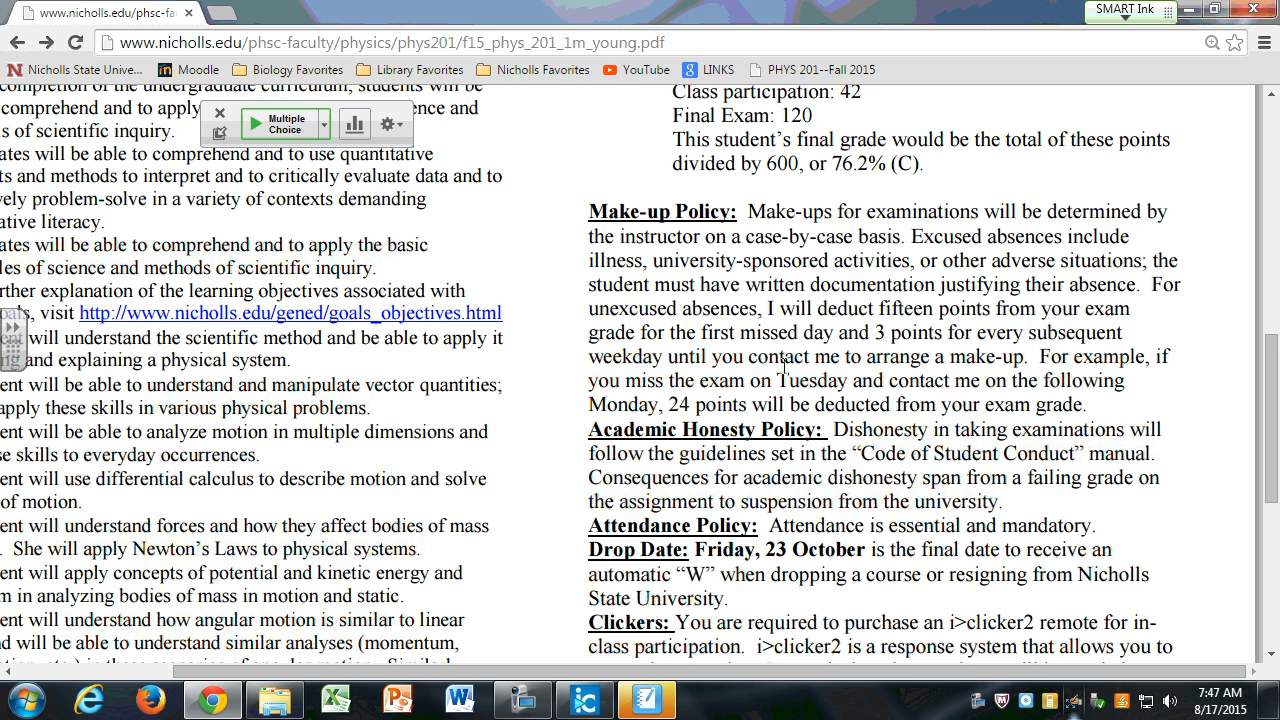 www.nicholls.edu/phsc-fa
SMART Ink
www.nicholls.edu/phsc-faculty/physics/phys201/f15_phys_201_1m_young.pdf
Nicholls State Unive...
Moodle
Biology Favorites
Library Favorites
Nicholls Favorites
YouTube
LINKS
PHYS 201--Fall 2015
completion of the undergraduate curriculum, students will be
comprehend and to apply
ence and
s of scientific inquiry.
Multiple
Choice
ates will be able to comprehend and to use quantitative
ts and methods to interpret and to critically evaluate data and to
vely problem-solve in a variety of contexts demanding
ative literacy.
ates will be able to comprehend and to apply the basic
les of science and methods of scientific inquiry.
rther explanation of the learning objectives associated with
oals, visit http://www.nicholls.edu/gened/goals_objectives.html
ent will understand the scientific method and be able to apply it
ng and explaining a physical system.
ent will be able to understand and manipulate vector quantities;
apply these skills in various physical problems.
ent will be able to analyze motion in multiple dimensions and
se skills to everyday occurrences.
ent will use differential calculus to describe motion and solve
of motion.
ent will understand forces and how they affect bodies of mass
. She will apply Newton's Laws to physical systems.
ent will apply concepts of potential and kinetic energy and
m in analyzing bodies of mass in motion and static.
ent will understand how angular motion is similar to linear
nd will be able to understand similar analyses (momentum,
Class participation: 42
Final Exam: 120
This student's final grade would be the total of these points
divided by 600, or 76.2% (C).
Make-up Policy: Make-ups for examinations will be determined by
the instructor on a case-by-case basis. Excused absences include
illness, university-sponsored activities, or other adverse situations; the
student must have written documentation justifying their absence. For
unexcused absences, I will deduct fifteen points from your exam
grade for the first missed day and 3 points for every subsequent
weekday until you contact me to arrange a make-up. For example, if
you miss the exam on Tuesday and contact me on the following
Monday, 24 points will be deducted from your exam grade.
Academic Honesty Policy: Dishonesty in taking examinations will
follow the guidelines set in the “Code of Student Conduct” manual.
Consequences for academic dishonesty span from a failing grade on
the assignment to suspension from the university.
Attendance Policy: Attendance is essential and mandatory.
Drop Date: Friday, 23 October is the final date to receive an
automatic “W” when dropping a course or resigning from Nicholls
State University.
Clickers: You are required to purchase an i>clicker2 remote for in-
class participation. i>clicker2 is a response system that allows you to
7:47 AM
8/17/2015